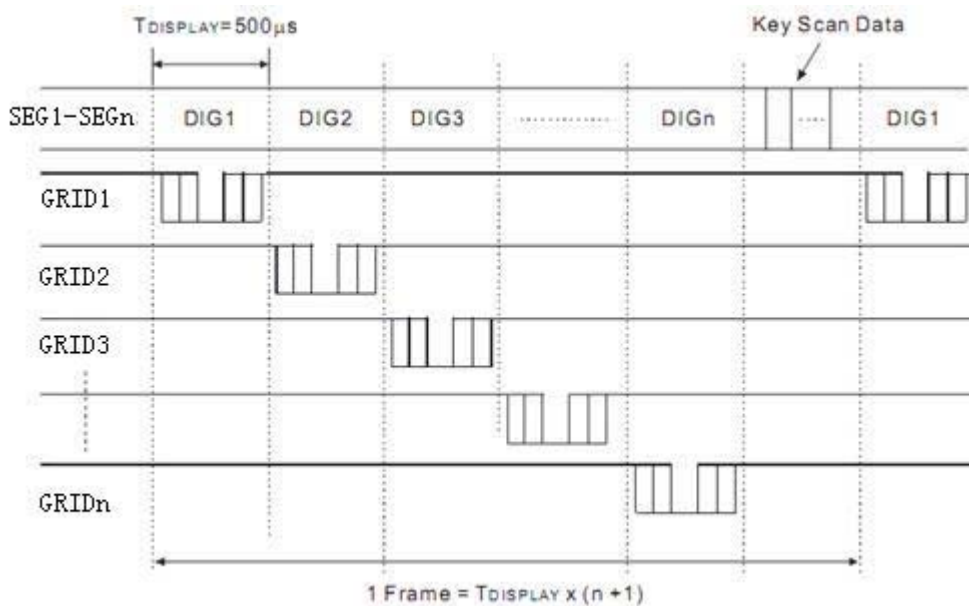 TDISPLAY=500μs
Key Scan Data
SEG1-SEGn DIG1 DIG2 DIG3 ............ DIGn ..... DIG1
GRID1
GRID2
GRID3
GRIDn
1 Frame = TDISPLAY x (n +1)